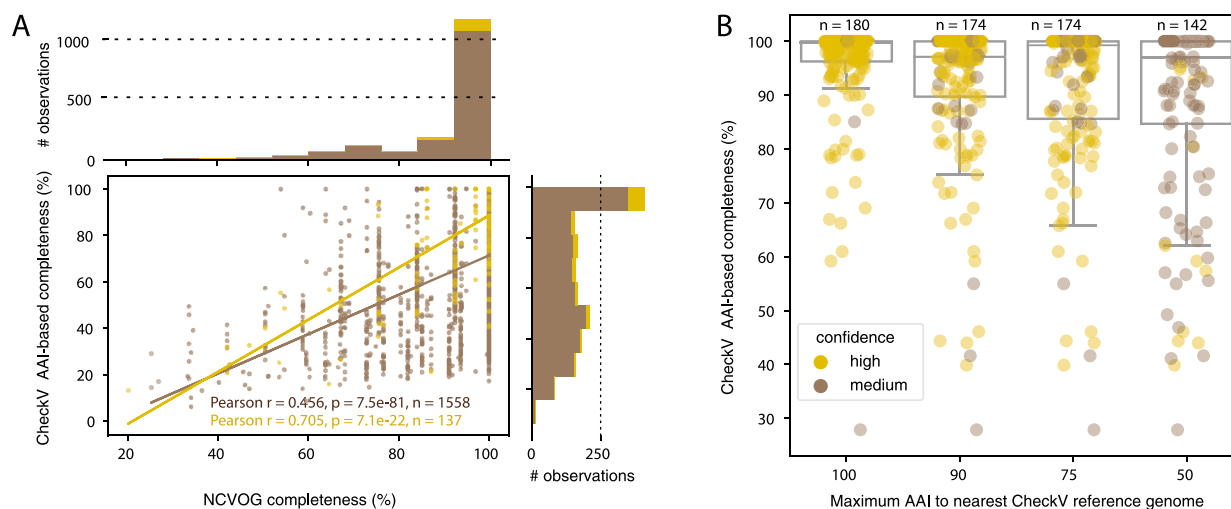 A
# observations
1000
500
0
CheckV AAI-based completeness (%)
100
80
60
40
20
0
Pearson r = 0.456, p = 7.5e-81, n = 1558
Pearson r = 0.705, p = 7.1e-22, n = 137
20
40
60
80
100
NCVOG completeness (%)
0
250
# observations
B
n = 180
n = 174
n = 174
n = 142
CheckV AAI-based completeness (%)
100
90
80
70
60
50
40
30
confidence
high
medium
100
90
75
50
Maximum AAI to nearest CheckV reference genome